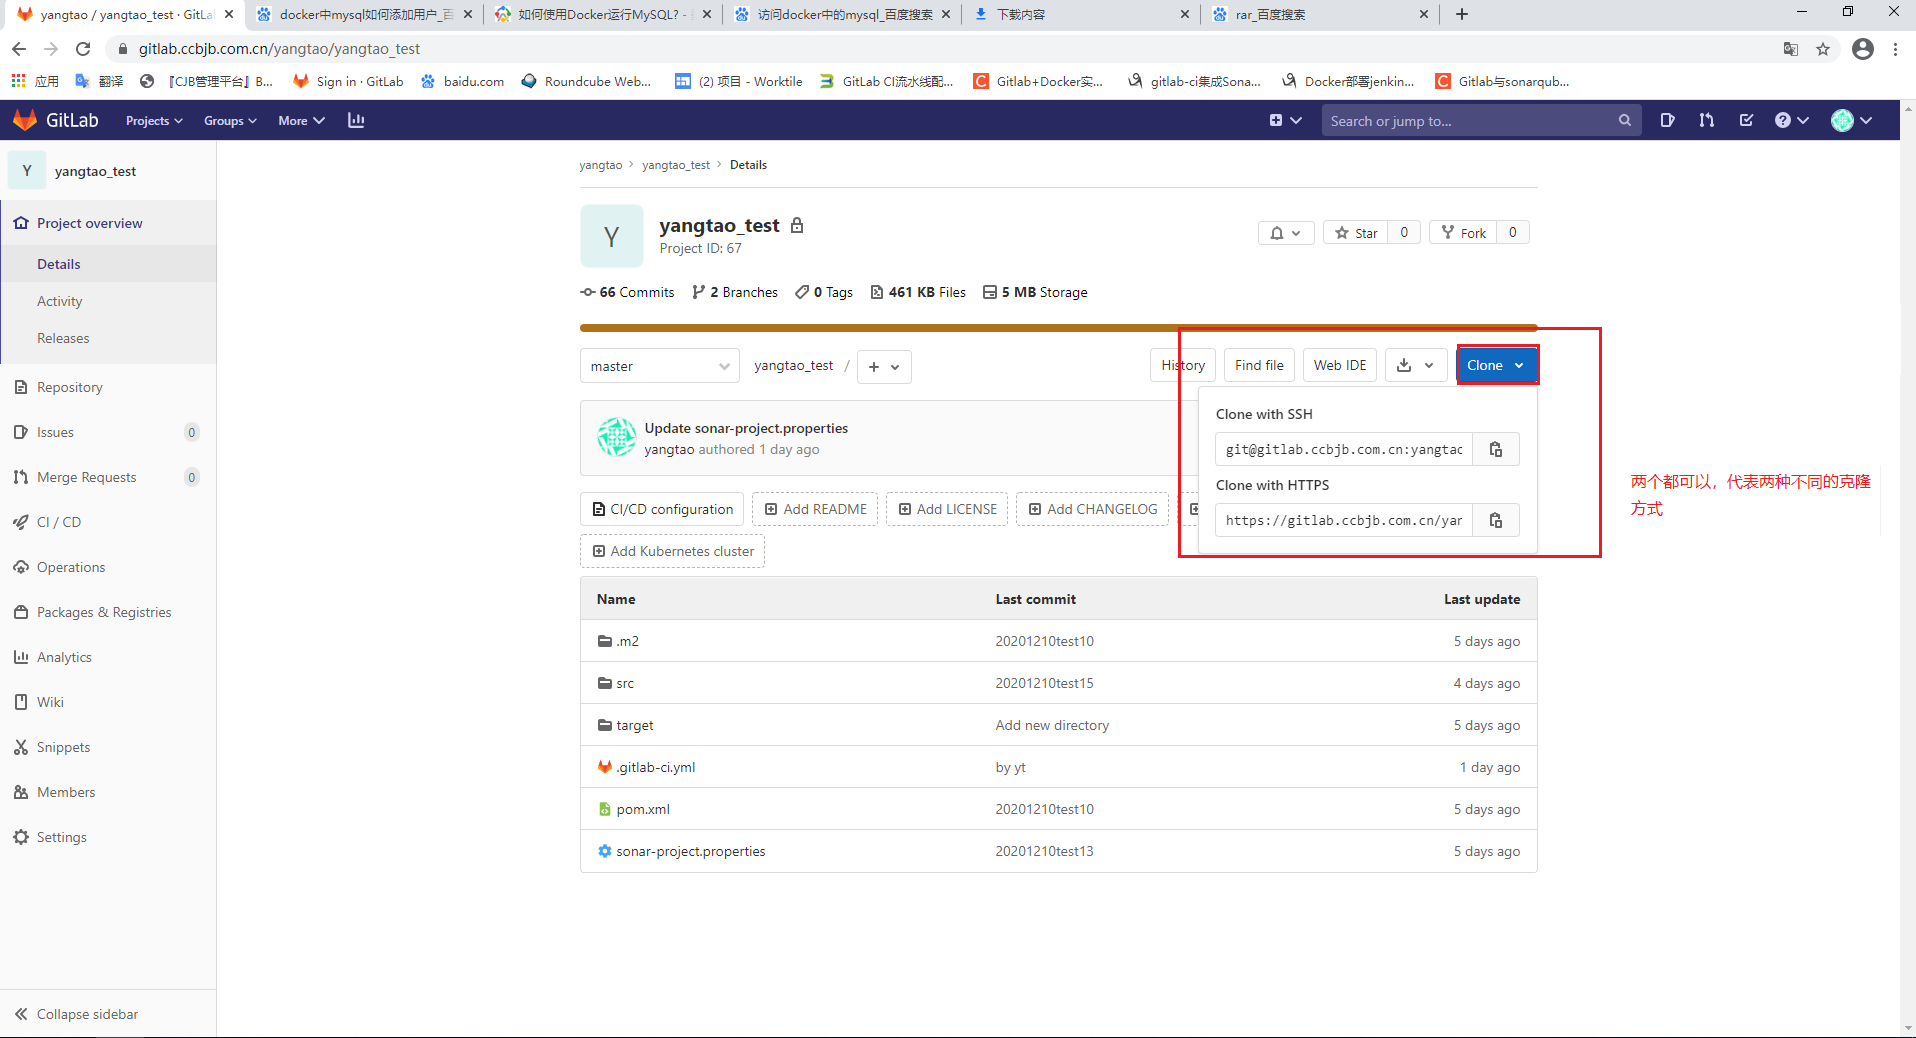 yangtao / yangtao_test · GitLa
docker中mysql如何添加用户_百
如何使用Docker运行MySQL? -
访问docker中的mysql_百度搜索
下载内容
rar_百度搜索
gitlab.ccbjb.com.cn/yangtao/yangtao_test
应用
翻译
『CJB管理平台』B...
Sign in · GitLab
baidu.com
Roundcube Web...
(2) 项目 - Worktile
GitLab CI流水线配...
Gitlab+Docker实...
gitlab-ci集成Sona...
Docker部署jenkin...
Gitlab与sonarqub...
GitLab
Projects
Groups
More
Search or jump to...
Y
yangtao_test
Project overview
Details
Activity
Releases
Repository
Issues
0
Merge Requests
0
CI / CD
Operations
Packages & Registries
Analytics
Wiki
Snippets
Members
Settings
Collapse sidebar
yangtao > yangtao_test > Details
Y
yangtao_test
Project ID: 67
Star
0
Fork
0
66 Commits
2 Branches
0 Tags
461 KB Files
5 MB Storage
master
yangtao_test /
+
History
Find file
Web IDE
Clone
Update sonar-project.properties
yangtao authored 1 day ago
Clone with SSH
git@gitlab.ccbjb.com.cn:yangtao
Clone with HTTPS
https://gitlab.ccbjb.com.cn/yan
两个都可以，代表两种不同的克隆
方式
CI/CD configuration
Add README
Add LICENSE
Add CHANGELOG
Add Kubernetes cluster
Name Last commit Last update
.m2 20201210test10 5 days ago
src 20201210test15 4 days ago
target Add new directory 5 days ago
.gitlab-ci.yml by yt 1 day ago
pom.xml 20201210test10 5 days ago
sonar-project.properties 20201210test13 5 days ago